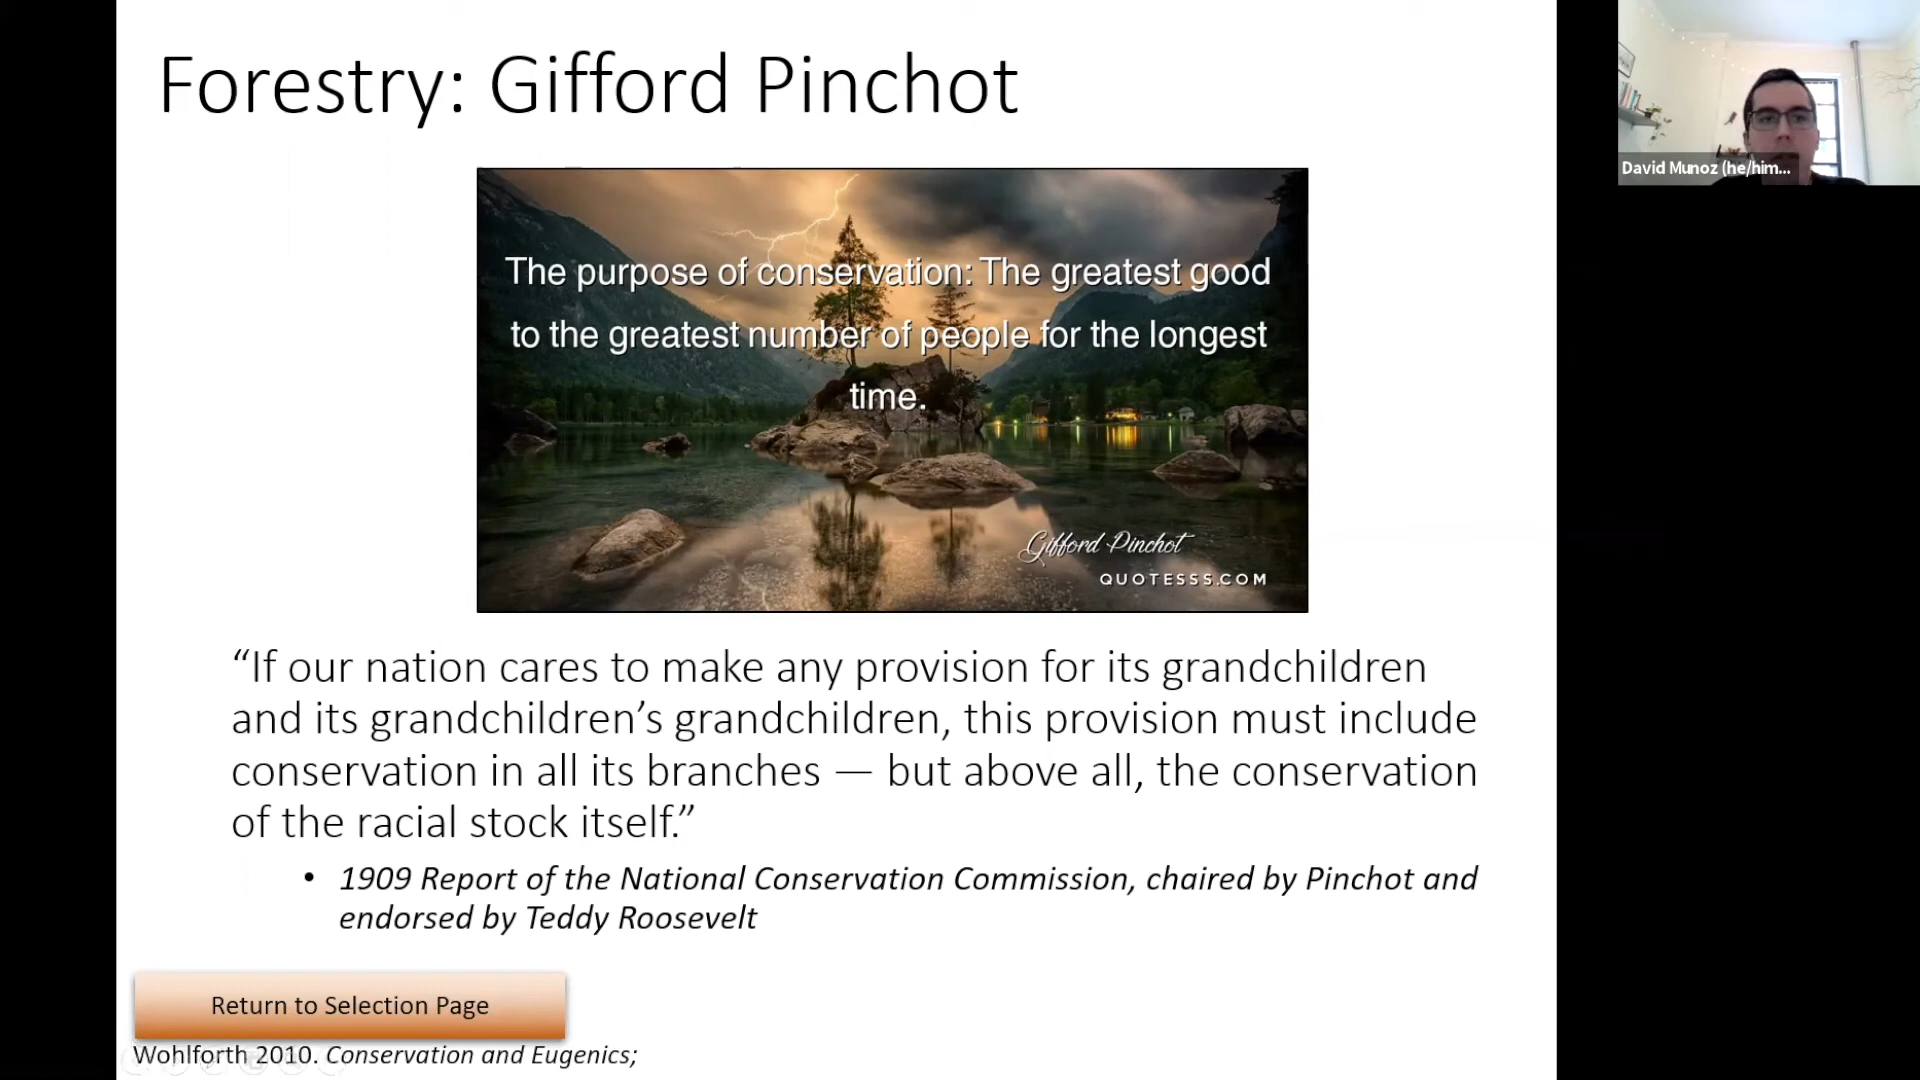 Forestry: Gifford Pinchot
The purpose of conservation: The greatest good
to the greatest number of people for the longest
time.
Gifford Pinchot
QUOTESSS.COM
“If our nation cares to make any provision for its grandchildren
and its grandchildren’s grandchildren, this provision must include
conservation in all its branches — but above all, the conservation
of the racial stock itself.”
• 1909 Report of the National Conservation Commission, chaired by Pinchot and
endorsed by Teddy Roosevelt
Return to Selection Page
Wohlforth 2010. Conservation and Eugenics;
David Munoz (he/him...